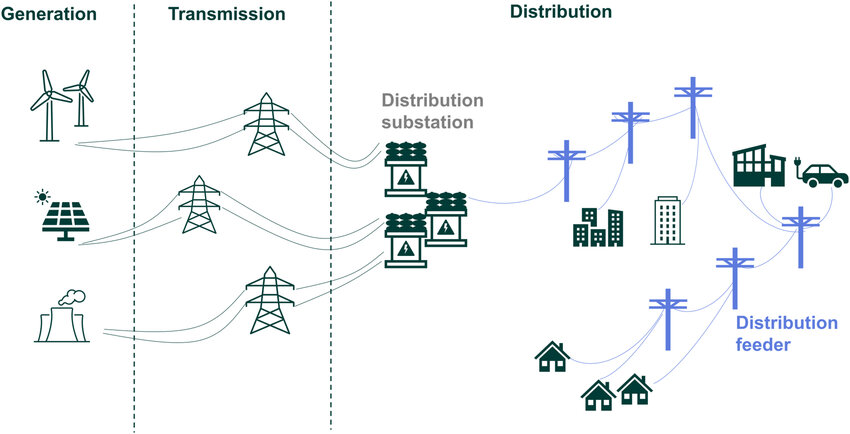 Generation
Transmission
Distribution
Distribution
substation
Distribution
feeder